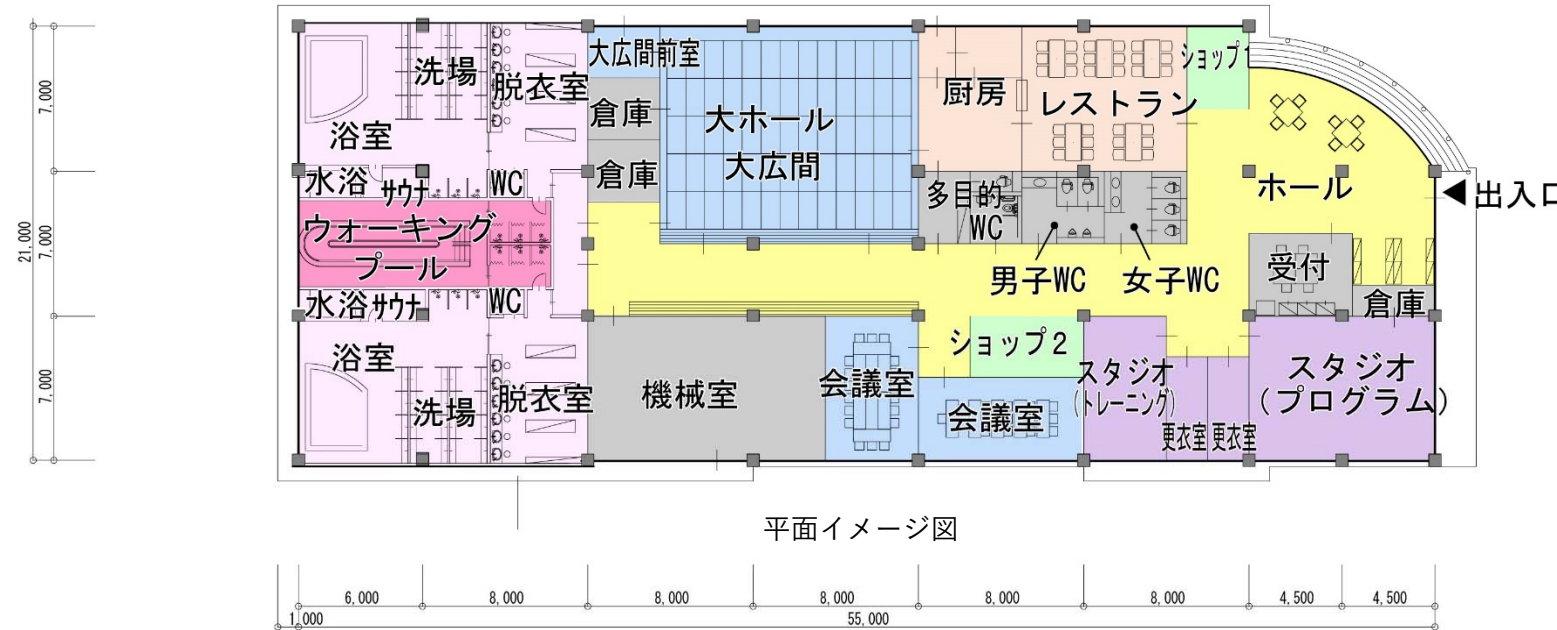 大広間前室
ショップ1
洗場
脱衣室
倉庫
大ホール
大広間
厨房
レストラン
浴室
倉庫
水浴
サウナ
WC
多目的
WC
ホール
◀出入口
ウォーキング
プール
男子WC
女子WC
受付
水浴
サウナ
WC
倉庫
浴室
ショップ2
洗場
脱衣室
機械室
会議室
会議室
スタジオ
(トレーニング)
更衣室
更衣室
スタジオ
(プログラム)
7,000
7,000
7,000
21,000
平面イメージ図
6,000
8,000
8,000
8,000
8,000
8,000
4,500
4,500
1,000
55,000